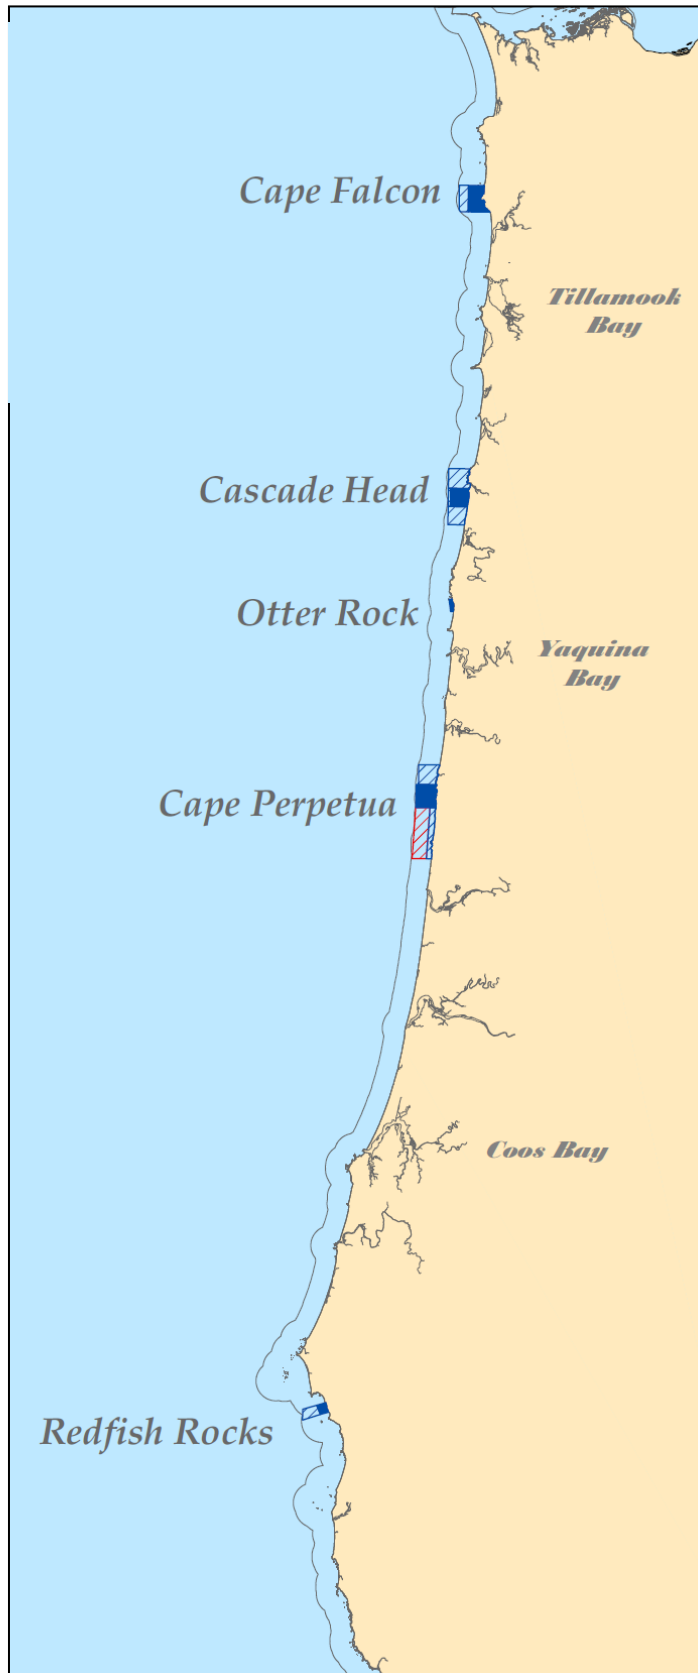 Cape Falcon
Tillamook
Bay
Cascade Head
Otter Rock
Yaquina
Bay
Cape Perpetua
Coos Bay
Redfish Rocks